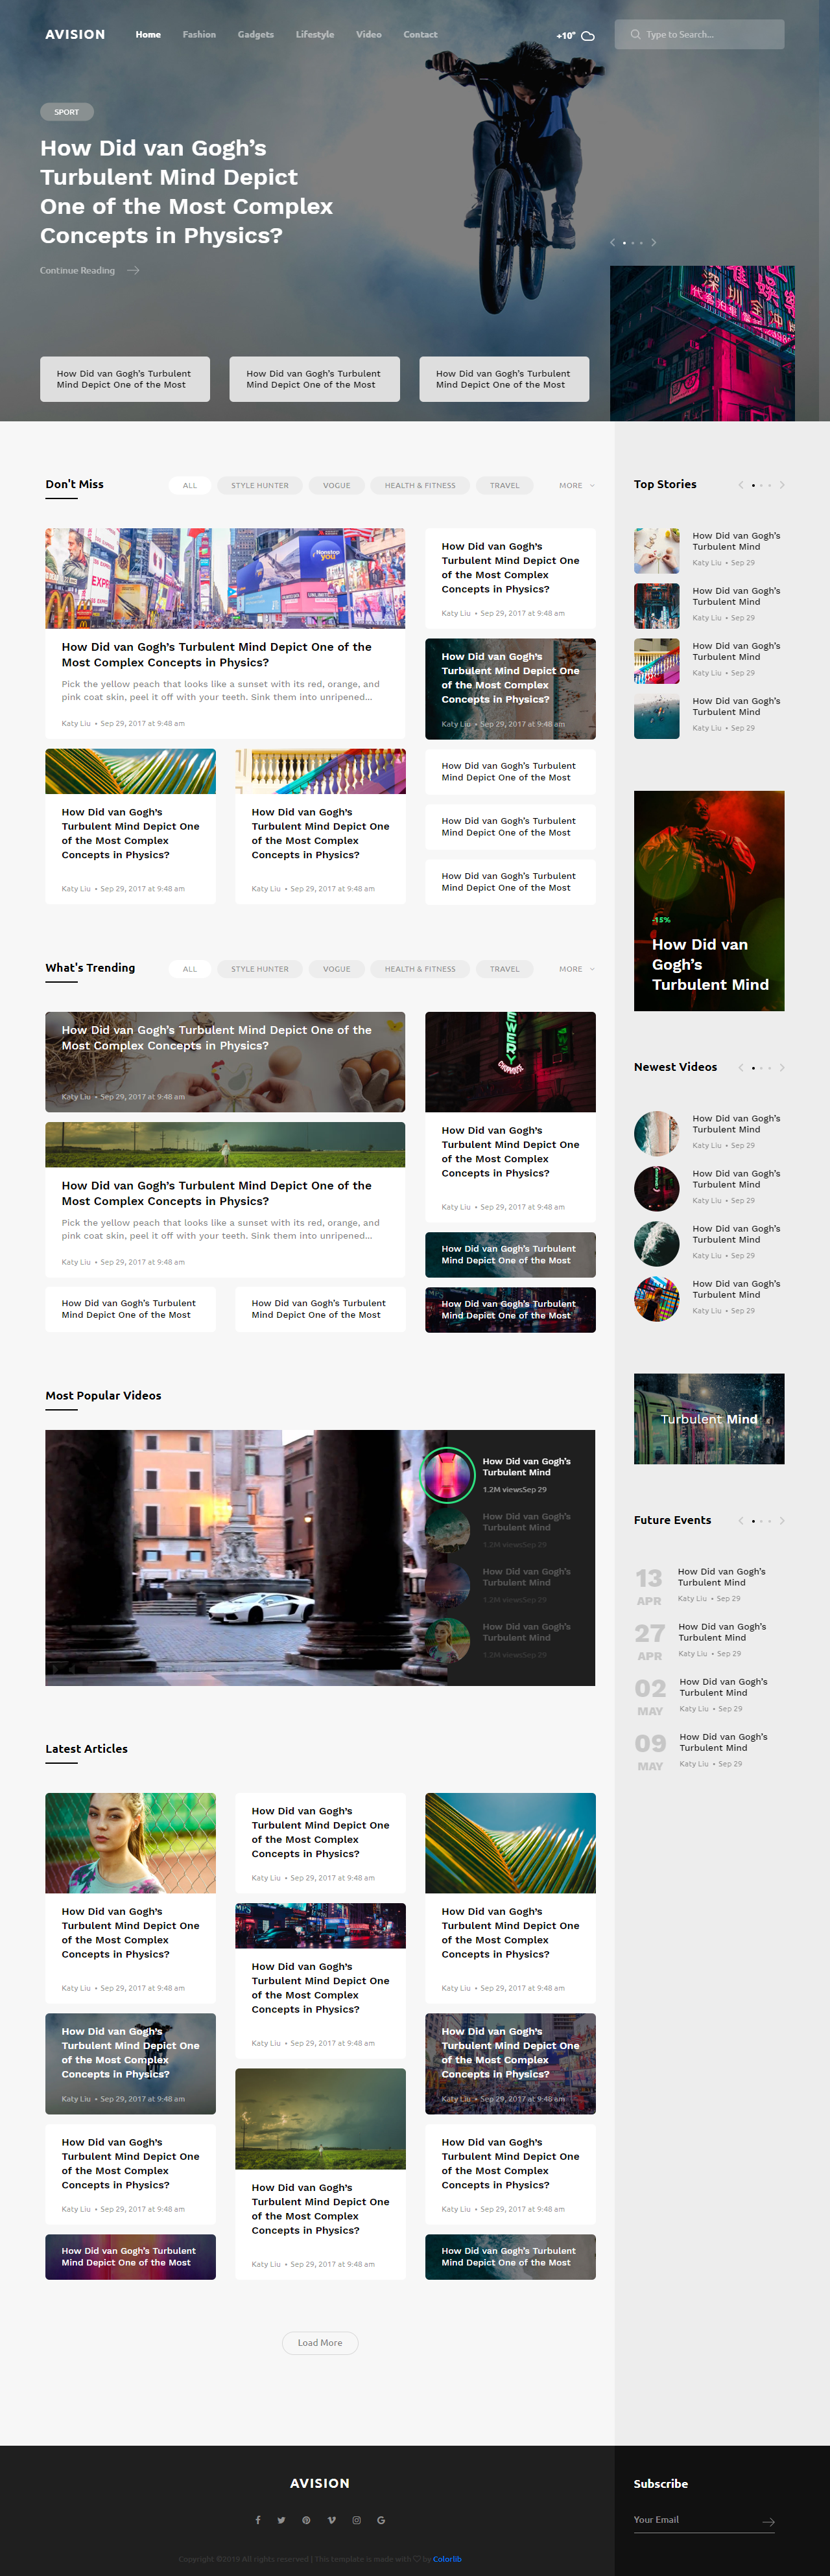 AVISION
Home Fashion Gadgets Lifestyle Video Contact
+10° Type to Search...
SPORT
How Did van Gogh’s
Turbulent Mind Depict
One of the Most Complex
Concepts in Physics?
Continue Reading
How Did van Gogh’s Turbulent
Mind Depict One of the Most
How Did van Gogh’s Turbulent
Mind Depict One of the Most
How Did van Gogh’s Turbulent
Mind Depict One of the Most
深圳
Don't Miss
ALL STYLE HUNTER VOGUE HEALTH & FITNESS TRAVEL MORE
How Did van Gogh’s Turbulent Mind Depict One of the
Most Complex Concepts in Physics?
Pick the yellow peach that looks like a sunset with its red, orange, and
pink coat skin, peel it off with your teeth. Sink them into unripened...
Katy Liu • Sep 29, 2017 at 9:48 am
How Did van Gogh’s
Turbulent Mind Depict One
of the Most Complex
Concepts in Physics?
Katy Liu • Sep 29, 2017 at 9:48 am
How Did van Gogh’s
Turbulent Mind Depict One
of the Most Complex
Concepts in Physics?
Katy Liu • Sep 29, 2017 at 9:48 am
How Did van Gogh’s
Turbulent Mind Depict One
of the Most Complex
Concepts in Physics?
Katy Liu • Sep 29, 2017 at 9:48 am
How Did van Gogh’s
Turbulent Mind Depict One
of the Most Complex
Concepts in Physics?
Katy Liu • Sep 29, 2017 at 9:48 am
How Did van Gogh’s Turbulent
Mind Depict One of the Most
How Did van Gogh’s Turbulent
Mind Depict One of the Most
How Did van Gogh’s Turbulent
Mind Depict One of the Most
Top Stories
How Did van Gogh’s
Turbulent Mind
Katy Liu • Sep 29
How Did van Gogh’s
Turbulent Mind
Katy Liu • Sep 29
How Did van Gogh’s
Turbulent Mind
Katy Liu • Sep 29
How Did van Gogh’s
Turbulent Mind
Katy Liu • Sep 29
-15%
How Did van
Gogh’s
Turbulent Mind
What's Trending
ALL STYLE HUNTER VOGUE HEALTH & FITNESS TRAVEL MORE
How Did van Gogh’s Turbulent Mind Depict One of the
Most Complex Concepts in Physics?
Katy Liu • Sep 29, 2017 at 9:48 am
How Did van Gogh’s Turbulent Mind Depict One of the
Most Complex Concepts in Physics?
Pick the yellow peach that looks like a sunset with its red, orange, and
pink coat skin, peel it off with your teeth. Sink them into unripened...
Katy Liu • Sep 29, 2017 at 9:48 am
How Did van Gogh’s Turbulent
Mind Depict One of the Most
How Did van Gogh’s Turbulent
Mind Depict One of the Most
How Did van Gogh’s
Turbulent Mind Depict One
of the Most Complex
Concepts in Physics?
Katy Liu • Sep 29, 2017 at 9:48 am
How Did van Gogh’s Turbulent
Mind Depict One of the Most
How Did van Gogh’s Turbulent
Mind Depict One of the Most
Newest Videos
How Did van Gogh’s
Turbulent Mind
Katy Liu • Sep 29
How Did van Gogh’s
Turbulent Mind
Katy Liu • Sep 29
How Did van Gogh’s
Turbulent Mind
Katy Liu • Sep 29
How Did van Gogh’s
Turbulent Mind
Katy Liu • Sep 29
Turbulent Mind
Most Popular Videos
How Did van Gogh’s
Turbulent Mind
1.2M viewsSep 29
How Did van Gogh’s
Turbulent Mind
1.2M viewsSep 29
How Did van Gogh’s
Turbulent Mind
1.2M viewsSep 29
How Did van Gogh’s
Turbulent Mind
1.2M viewsSep 29
Future Events
13
APR
How Did van Gogh’s
Turbulent Mind
Katy Liu • Sep 29
27
APR
How Did van Gogh’s
Turbulent Mind
Katy Liu • Sep 29
02
MAY
How Did van Gogh’s
Turbulent Mind
Katy Liu • Sep 29
09
MAY
How Did van Gogh’s
Turbulent Mind
Katy Liu • Sep 29
Latest Articles
How Did van Gogh’s
Turbulent Mind Depict One
of the Most Complex
Concepts in Physics?
Katy Liu • Sep 29, 2017 at 9:48 am
How Did van Gogh’s
Turbulent Mind Depict One
of the Most Complex
Concepts in Physics?
Katy Liu • Sep 29, 2017 at 9:48 am
How Did van Gogh’s
Turbulent Mind Depict One
of the Most Complex
Concepts in Physics?
Katy Liu • Sep 29, 2017 at 9:48 am
How Did van Gogh’s Turbulent
Mind Depict One of the Most
How Did van Gogh’s
Turbulent Mind Depict One
of the Most Complex
Concepts in Physics?
Katy Liu • Sep 29, 2017 at 9:48 am
How Did van Gogh’s
Turbulent Mind Depict One
of the Most Complex
Concepts in Physics?
Katy Liu • Sep 29, 2017 at 9:48 am
How Did van Gogh’s
Turbulent Mind Depict One
of the Most Complex
Concepts in Physics?
Katy Liu • Sep 29, 2017 at 9:48 am
How Did van Gogh’s
Turbulent Mind Depict One
of the Most Complex
Concepts in Physics?
Katy Liu • Sep 29, 2017 at 9:48 am
How Did van Gogh’s
Turbulent Mind Depict One
of the Most Complex
Concepts in Physics?
Katy Liu • Sep 29, 2017 at 9:48 am
How Did van Gogh’s
Turbulent Mind Depict One
of the Most Complex
Concepts in Physics?
Katy Liu • Sep 29, 2017 at 9:48 am
How Did van Gogh’s Turbulent
Mind Depict One of the Most
Load More
AVISION
Copyright ©2019 All rights reserved | This template is made with ♡ by Colorlib
Subscribe
Your Email